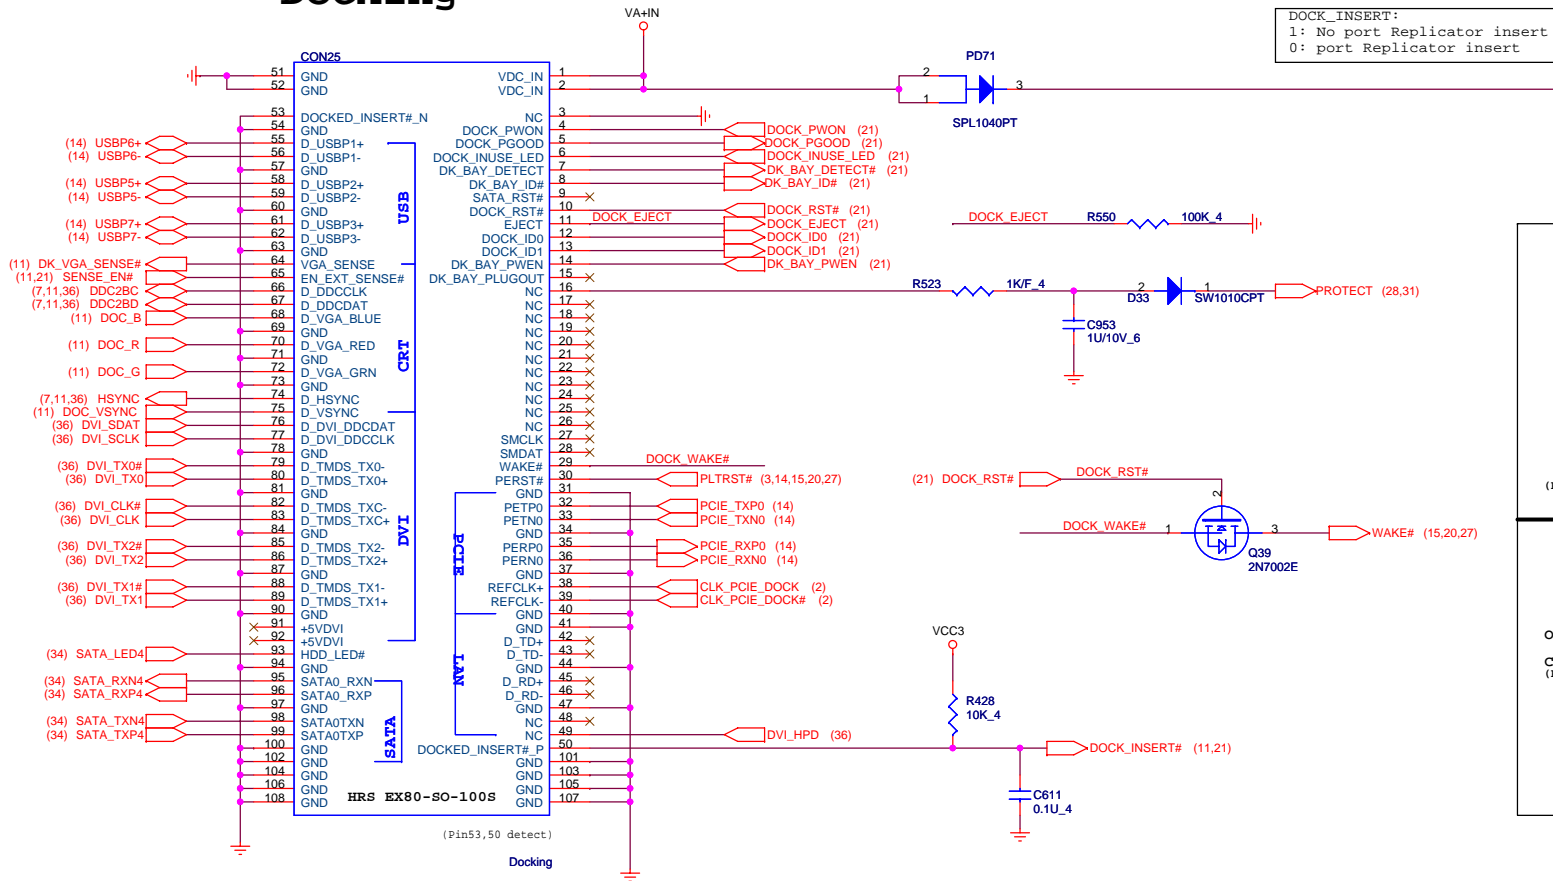 Docking
VA+IN
DOCK_INSERT:
1: No port Replicator insert
0: port Replicator insert
CON25
PD71
2
1
3
SPL1040PT
51 GND VDC_IN 1
52 GND VDC_IN 2
53 DOCKED_INSERT#_N NC 3
54 GND DOCK_PWON 4 DOCK_PWON (21)
(14) USBP6+ 55 D_USBP1+ DOCK_PGOOD 5 DOCK_PGOOD (21)
(14) USBP6- 56 D_USBP1- DOCK_INUSE_LED 6 DOCK_INUSE_LED (21)
57 GND DK_BAY_DETECT 7 DK_BAY_DETECT# (21)
(14) USBP5+ 58 D_USBP2+ DK_BAY_ID# 8 DK_BAY_ID# (21)
(14) USBP5- 59 D_USBP2- SATA_RST# 9
60 GND DOCK_RST# 10 DOCK_RST# (21)
(14) USBP7+ 61 D_USBP3+ EJECT 11 DOCK_EJECT DOCK_EJECT (21)
(14) USBP7- 62 D_USBP3- DOCK_ID0 12 DOCK_ID0 (21)
63 GND DOCK_ID1 13 DOCK_ID1 (21)
(11) DK_VGA_SENSE# 64 VGA_SENSE DK_BAY_PWEN 14 DK_BAY_PWEN (21)
(11,21) SENSE_EN# 65 EN_EXT_SENSE# DK_BAY_PLUGOUT 15
(7,11,36) DDC2BC 66 D_DDCCLK NC 16
(7,11,36) DDC2BD 67 D_DDCDAT NC 17
(11) DOC_B 68 D_VGA_BLUE NC 18
69 GND NC 19
(11) DOC_R 70 D_VGA_RED NC 20
71 GND NC 21
(11) DOC_G 72 D_VGA_GRN NC 22
73 GND NC 23
(7,11,36) HSYNC 74 D_HSYNC NC 24
(11) DOC_VSYNC 75 D_VSYNC NC 25
(36) DVI_SDAT 76 D_DVI_DDCDAT NC 26
(36) DVI_SCLK 77 D_DVI_DDCCLK SMCLK 27
78 GND SMDAT 28
(36) DVI_TX0# 79 D_TMDS_TX0- WAKE# 29 DOCK_WAKE#
(36) DVI_TX0 80 D_TMDS_TX0+ PERST# 30 PLTRST# (3,14,15,20,27)
81 GND GND 31
(36) DVI_CLK# 82 D_TMDS_TXC- PETP0 32 PCIE_TXP0 (14)
(36) DVI_CLK 83 D_TMDS_TXC+ PETN0 33 PCIE_TXN0 (14)
84 GND GND 34
(36) DVI_TX2# 85 D_TMDS_TX2- PERP0 35 PCIE_RXP0 (14)
(36) DVI_TX2 86 D_TMDS_TX2+ PERN0 36 PCIE_RXN0 (14)
87 GND GND 37
(36) DVI_TX1# 88 D_TMDS_TX1- REFCLK+ 38 CLK_PCIE_DOCK (2)
(36) DVI_TX1 89 D_TMDS_TX1+ REFCLK- 39 CLK_PCIE_DOCK# (2)
90 GND GND 40
91 +5VDVI GND 41
92 +5VDVI D_TD+ 42
(34) SATA_LED4 93 HDD_LED# D_TD- 43
94 GND GND 44
(34) SATA_RXN4 95 SATA0_RXN D_RD+ 45
(34) SATA_RXP4 96 SATA0_RXP D_RD- 46
97 GND GND 47
(34) SATA_TXN4 98 SATA0TXN NC 48
(34) SATA_TXP4 99 SATA0TXP NC 49 DVI_HPD (36)
100 GND DOCKED_INSERT#_P 50
102 GND GND 101
104 GND GND 103
106 GND GND 105
108 GND GND 107
USB
CRT
DVI
SATA
PCIE
LAN
HRS EX80-SO-100S
(Pin53,50 detect)
Docking
DOCK_EJECT R550 100K_4
R523 1K/F_4
2 1
D33 SW1010CPT
PROTECT (28,31)
C953
1U/10V_6
(21) DOCK_RST# DOCK_RST#
2
DOCK_WAKE# 1 3 WAKE# (15,20,27)
Q39
2N7002E
VCC3
R428
10K_4
DOCK_INSERT# (11,21)
C611
0.1U_4